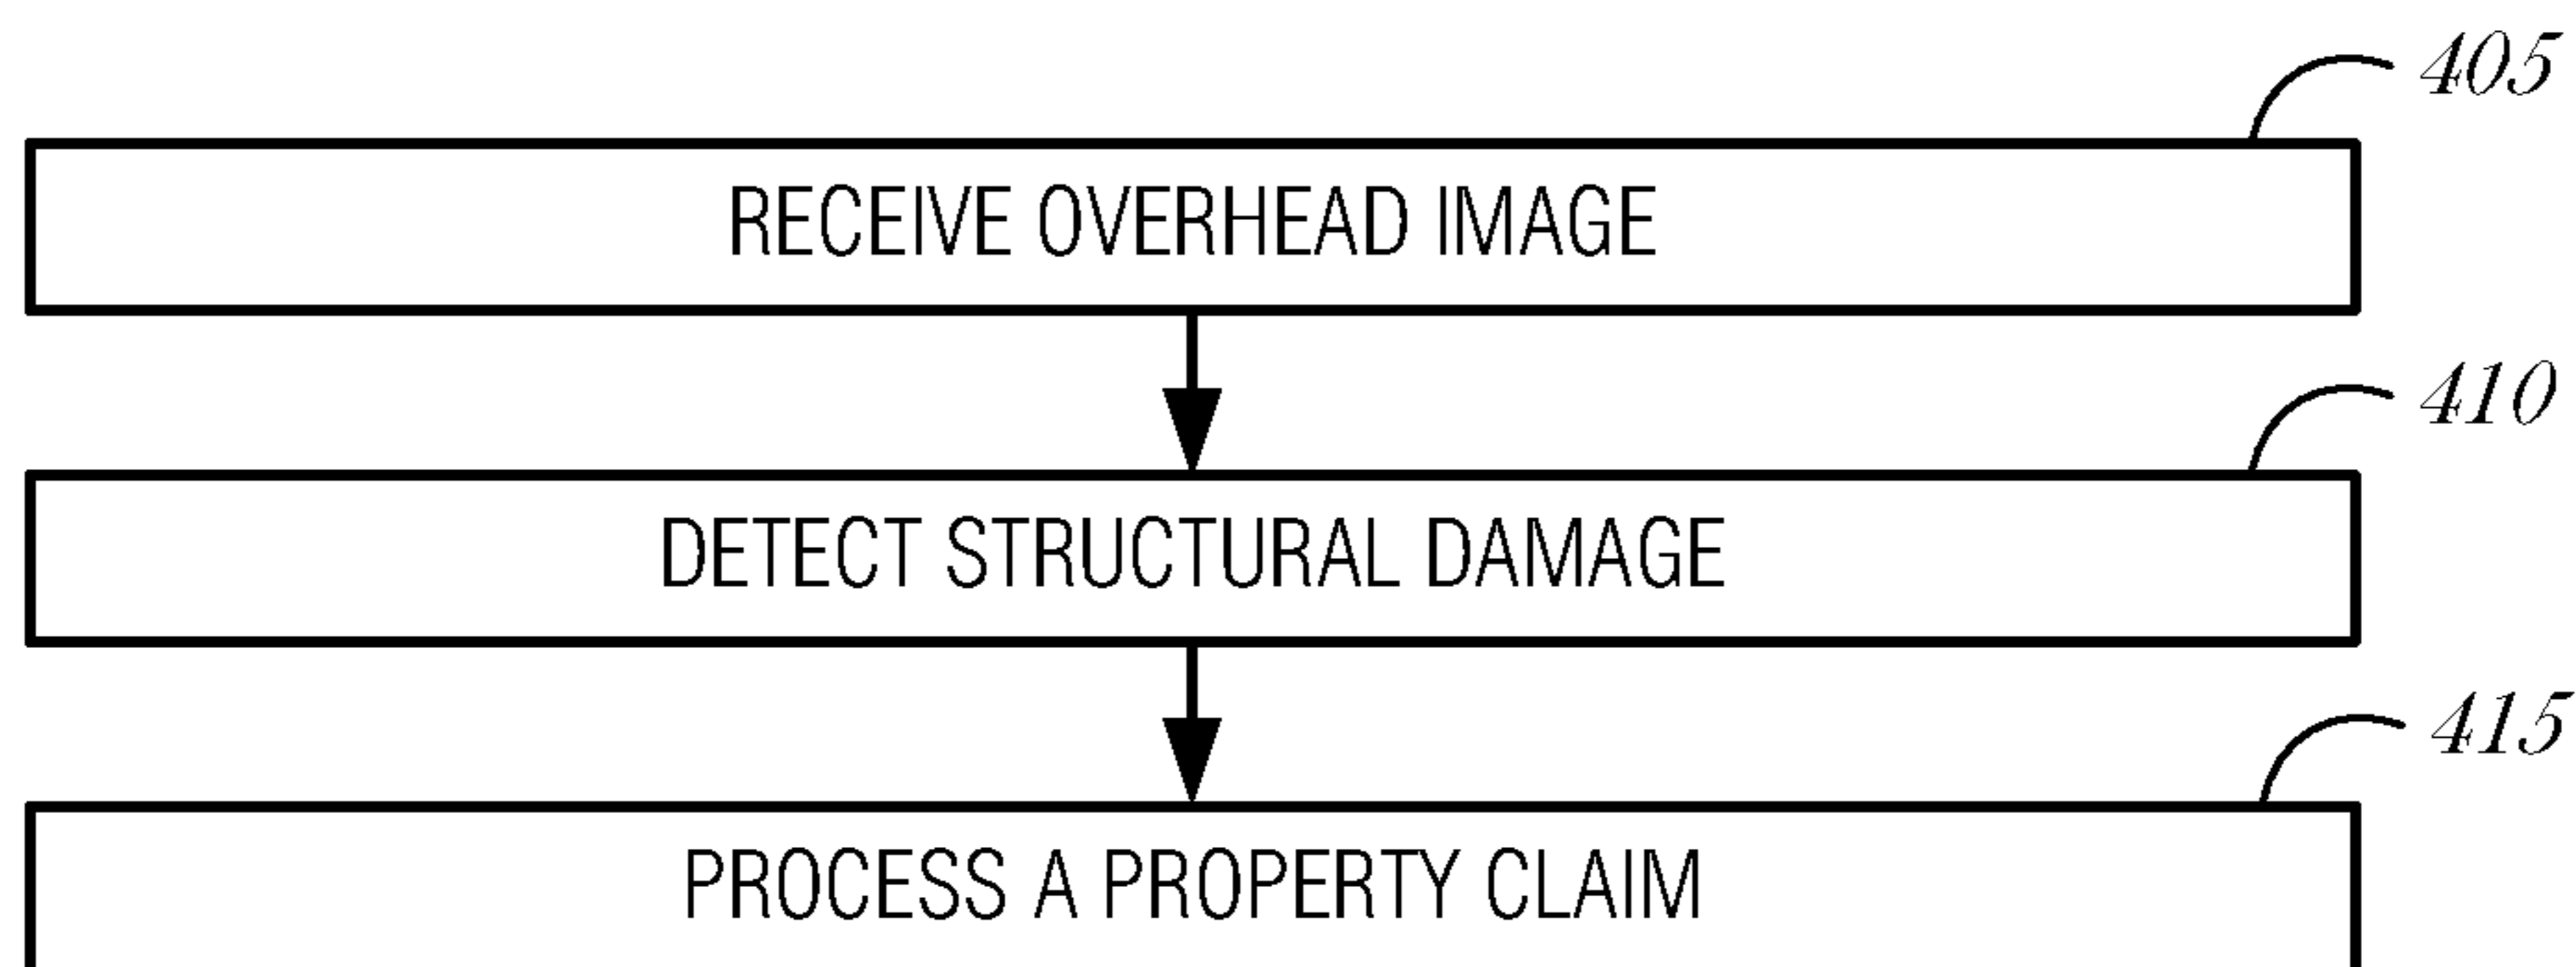 405
RECEIVE OVERHEAD IMAGE
410
DETECT STRUCTURAL DAMAGE
415
PROCESS A PROPERTY CLAIM